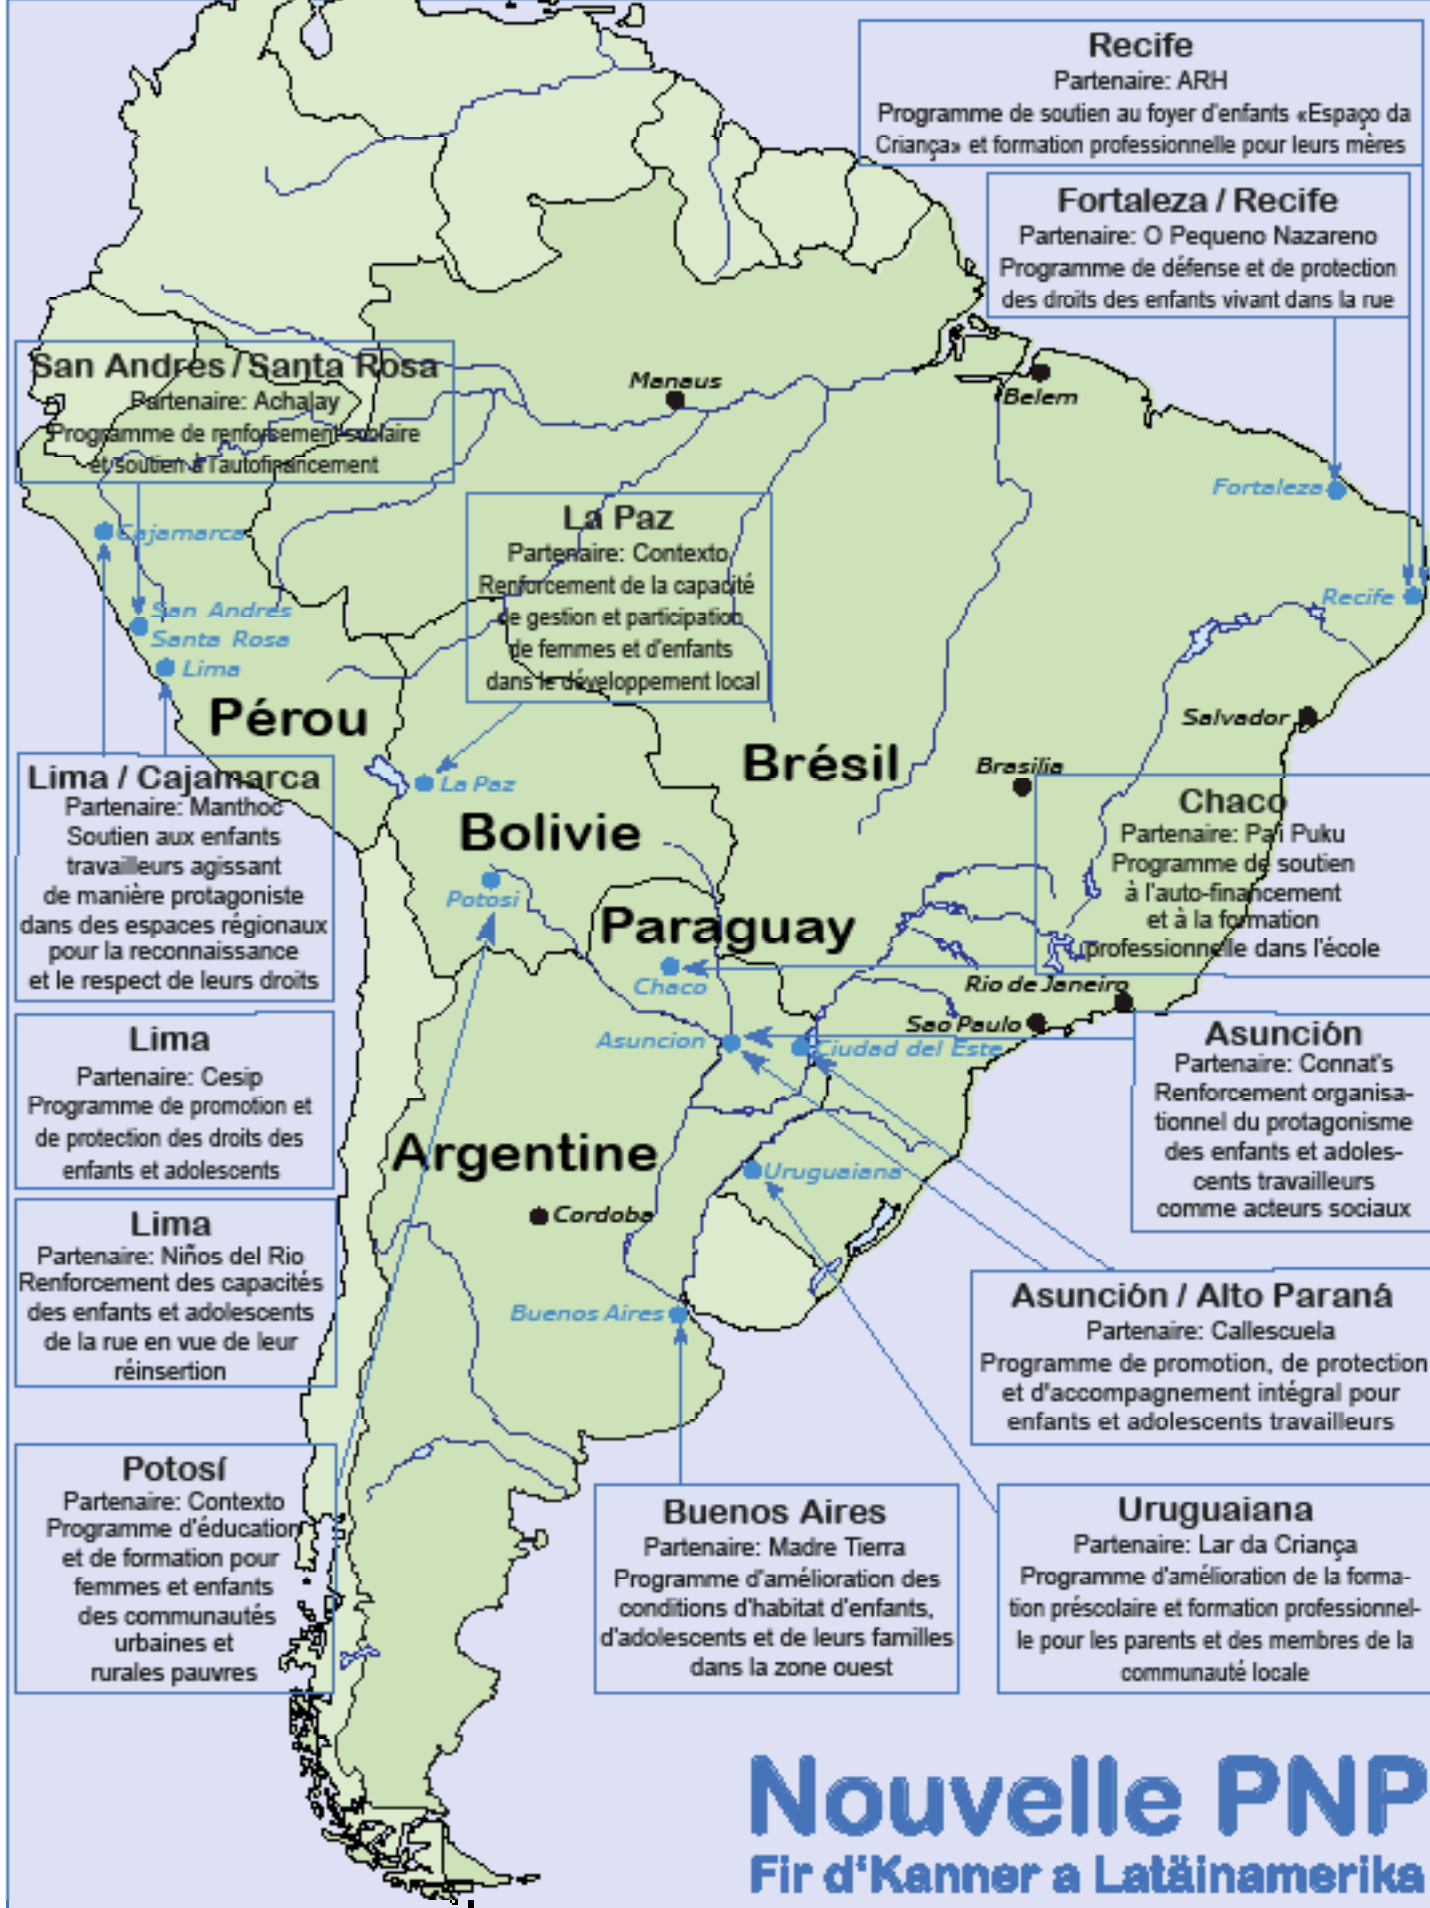 Recife
Partenaire: ARH
Programme de soutien au foyer d'enfants «Espaço da
Criança» et formation professionnelle pour leurs mères
Fortaleza / Recife
Partenaire: O Pequeno Nazareno
Programme de défense et de protection
des droits des enfants vivant dans la rue
San Andres / Santa Rosa
Partenaire: Achalay
Programme de renforsement scolaire
et soutien à l'autofinancement
Manaus
Belem
Fortaleza
Recife
Cajamarca
San Andres
Santa Rosa
Lima
La Paz
Partenaire: Contexto
Renforcement de la capacité
de gestion et participation
de femmes et d'enfants
dans le développement local
Pérou
Brésil
Salvador
Brasilia
La Paz
Bolivie
Potosi
Paraguay
Chaco
Lima / Cajamarca
Partenaire: Manthoc
Soutien aux enfants
travailleurs agissant
de manière protagoniste
dans des espaces régionaux
pour la reconnaissance
et le respect de leurs droits
Chaco
Partenaire: Pa'i Puku
Programme de soutien
à l'auto-financement
et à la formation
professionnelle dans l'école
Rio de Janeiro
Sao Paulo
Asuncion
Ciudad del Este
Lima
Partenaire: Cesip
Programme de promotion et
de protection des droits des
enfants et adolescents
Asunción
Partenaire: Connat's
Renforcement organisa-
tionnel du protagonisme
des enfants et adoles-
cents travailleurs
comme acteurs sociaux
Argentine
Uruguaiana
Cordoba
Buenos Aires
Lima
Partenaire: Niños del Rio
Renforcement des capacités
des enfants et adolescents
de la rue en vue de leur
réinsertion
Asunción / Alto Paraná
Partenaire: Callescuela
Programme de promotion, de protection
et d'accompagnement intégral pour
enfants et adolescents travailleurs
Potosí
Partenaire: Contexto
Programme d'éducation
et de formation pour
femmes et enfants
des communautés
urbaines et
rurales pauvres
Buenos Aires
Partenaire: Madre Tierra
Programme d'amélioration des
conditions d'habitat d'enfants,
d'adolescents et de leurs familles
dans la zone ouest
Uruguaiana
Partenaire: Lar da Criança
Programme d'amélioration de la forma-
tion préscolaire et formation professionnel-
le pour les parents et des membres de la
communauté locale
Nouvelle PNP
Fir d'Kanner a Latäinamerika